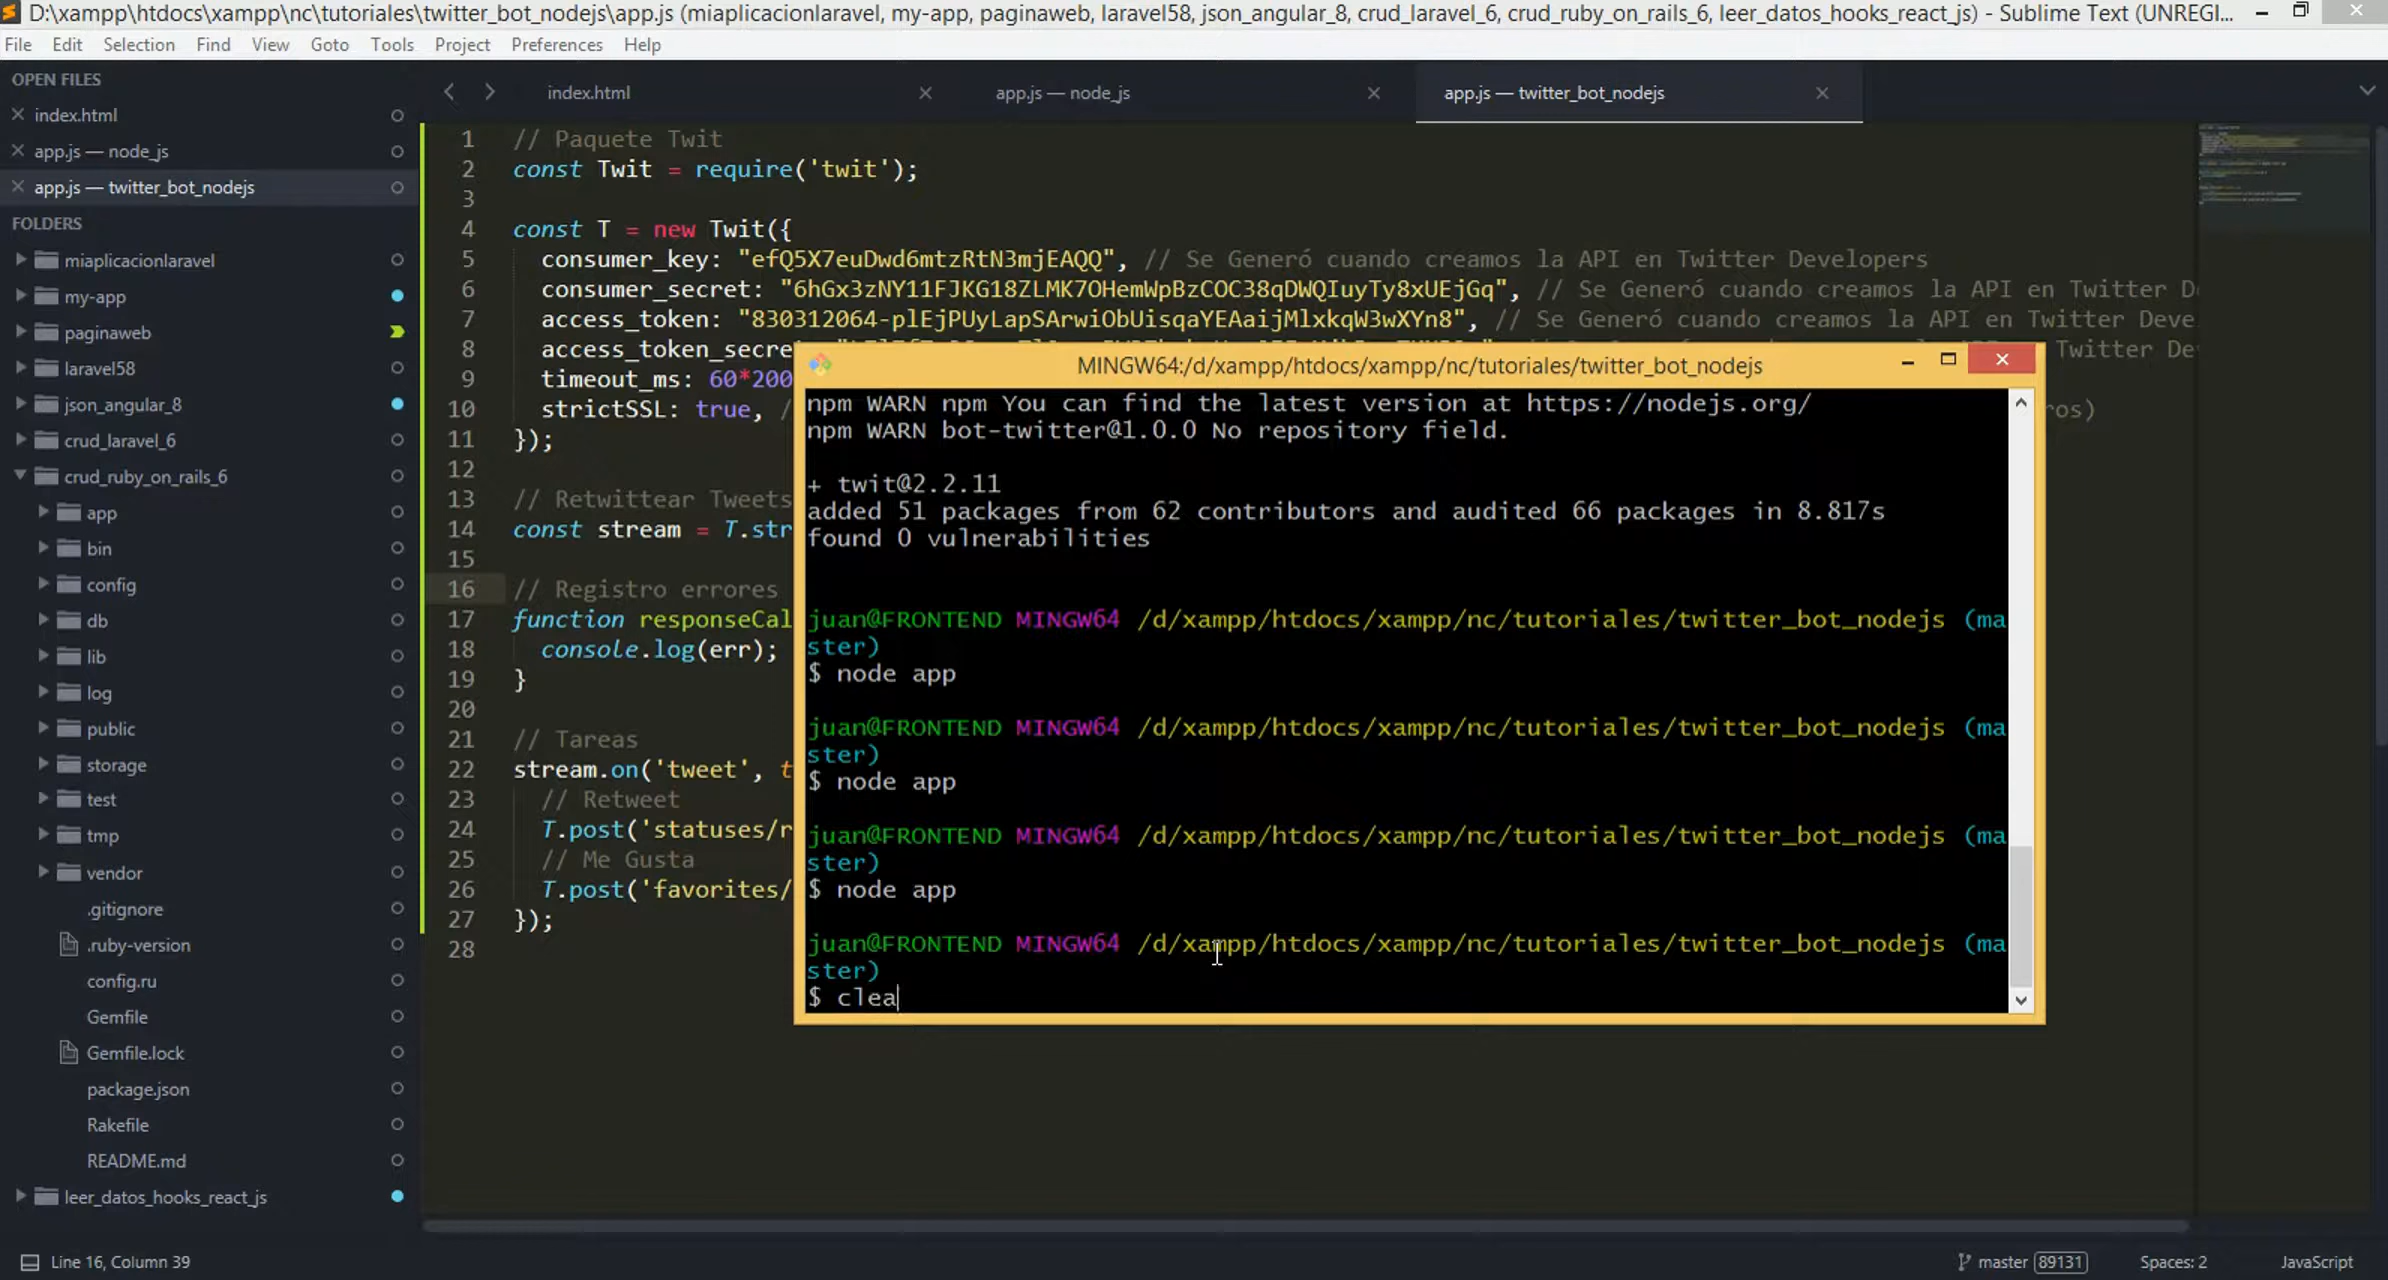 D:\xampp\htdocs\xampp\nc\tutoriales\twitter_bot_nodejs\app.js (miaplicacionlaravel, my-app, paginaweb, laravel58, json_angular_8, crud_laravel_6, crud_ruby_on_rails_6, leer_datos_hooks_react_js) - Sublime Text (UNREGI...
File Edit Selection Find View Goto Tools Project Preferences Help
OPEN FILES
index.html
app.js — node_js
app.js — twitter_bot_nodejs
FOLDERS
miaplicacionlaravel
my-app
paginaweb
laravel58
json_angular_8
crud_laravel_6
crud_ruby_on_rails_6
app
bin
config
db
lib
log
public
storage
test
tmp
vendor
.gitignore
.ruby-version
config.ru
Gemfile
Gemfile.lock
package.json
Rakefile
README.md
leer_datos_hooks_react_js
index.html
app.js — node_js
app.js — twitter_bot_nodejs
1 // Paquete Twit
2 const Twit = require('twit');
3
4 const T = new Twit({
5 consumer_key: "efQ5X7euDwd6mtzRtN3mjEAQQ", // Se Generó cuando creamos la API en Twitter Developers
6 consumer_secret: "6hGx3zNY11FJKG18ZLMK7OHemWpBzCOC38qDWQIuyTy8xUEjGq", // Se Generó cuando creamos la API en Twitter D
7 access_token: "830312064-plEjPUyLapSArwiObUisqaYEAaijMlxkqW3wXYn8", // Se Generó cuando creamos la API en Twitter Deve
8 access_token_secre Twitter De
9 timeout_ms: 60*200
10 strictSSL: true, / ros)
11 });
12
13 // Retwittear Tweets
14 const stream = T.str
15
16 // Registro errores
17 function responseCal
18 console.log(err);
19 }
20
21 // Tareas
22 stream.on('tweet', t
23 // Retweet
24 T.post('statuses/r
25 // Me Gusta
26 T.post('favorites/
27 });
28
MINGW64:/d/xampp/htdocs/xampp/nc/tutoriales/twitter_bot_nodejs
npm WARN npm You can find the latest version at https://nodejs.org/
npm WARN bot-twitter@1.0.0 No repository field.
+ twit@2.2.11
added 51 packages from 62 contributors and audited 66 packages in 8.817s
found 0 vulnerabilities
juan@FRONTEND MINGW64 /d/xampp/htdocs/xampp/nc/tutoriales/twitter_bot_nodejs (ma
ster)
$ node app
juan@FRONTEND MINGW64 /d/xampp/htdocs/xampp/nc/tutoriales/twitter_bot_nodejs (ma
ster)
$ node app
juan@FRONTEND MINGW64 /d/xampp/htdocs/xampp/nc/tutoriales/twitter_bot_nodejs (ma
ster)
$ node app
juan@FRONTEND MINGW64 /d/xampp/htdocs/xampp/nc/tutoriales/twitter_bot_nodejs (ma
ster)
$ clea
Line 16, Column 39
master 89131
Spaces: 2
JavaScript